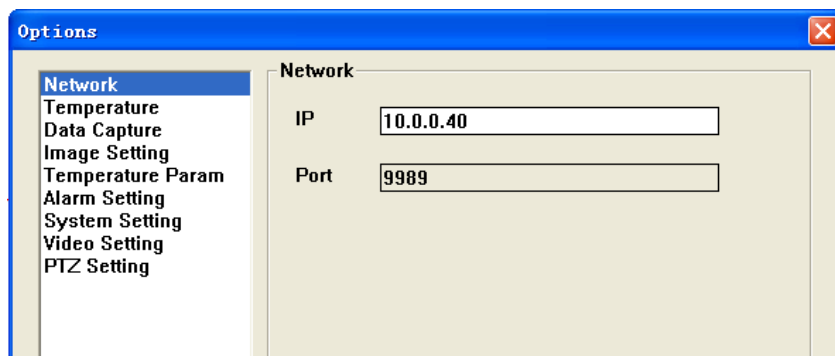 Options
Network
Temperature
Data Capture
Image Setting
Temperature Param
Alarm Setting
System Setting
Video Setting
PTZ Setting
Network
IP 10.0.0.40
Port 9989